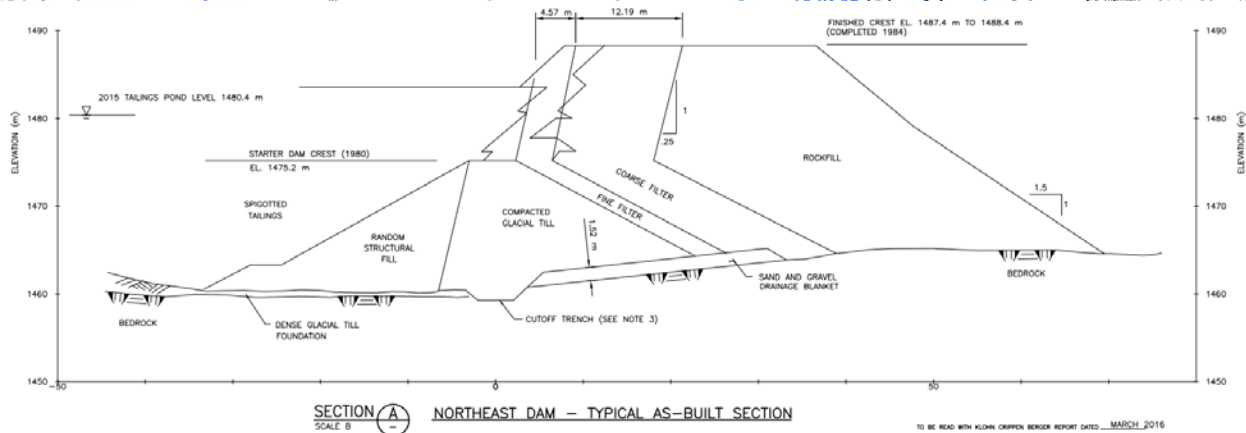 4.57 m
12.19 m
FINISHED CREST EL. 1487.4 m TO 1488.4 m
(COMPLETED 1984)
1490
1490
2015 TAILINGS POND LEVEL 1480.4 m
1
1480
1480
.25
ELEVATION (m)
ELEVATION (m)
STARTER DAM CREST (1980)
EL. 1475.2 m
ROCKFILL
COARSE FILTER
1470
1470
SPIGOTTED
TAILINGS
COMPACTED
GLACIAL TILL
FINE FILTER
1.5
1
RANDOM
STRUCTURAL
FILL
1.52 m
SAND AND GRAVEL
DRAINAGE BLANKET
BEDROCK
1460
1460
BEDROCK
DENSE GLACIAL TILL
FOUNDATION
CUTOFF TRENCH (SEE NOTE 3)
1450
1450
-50
0
50
SECTION A
SCALE B -
NORTHEAST DAM - TYPICAL AS-BUILT SECTION
TO BE READ WITH KLOHN CRIPPEN BERGER REPORT DATED MARCH 2016